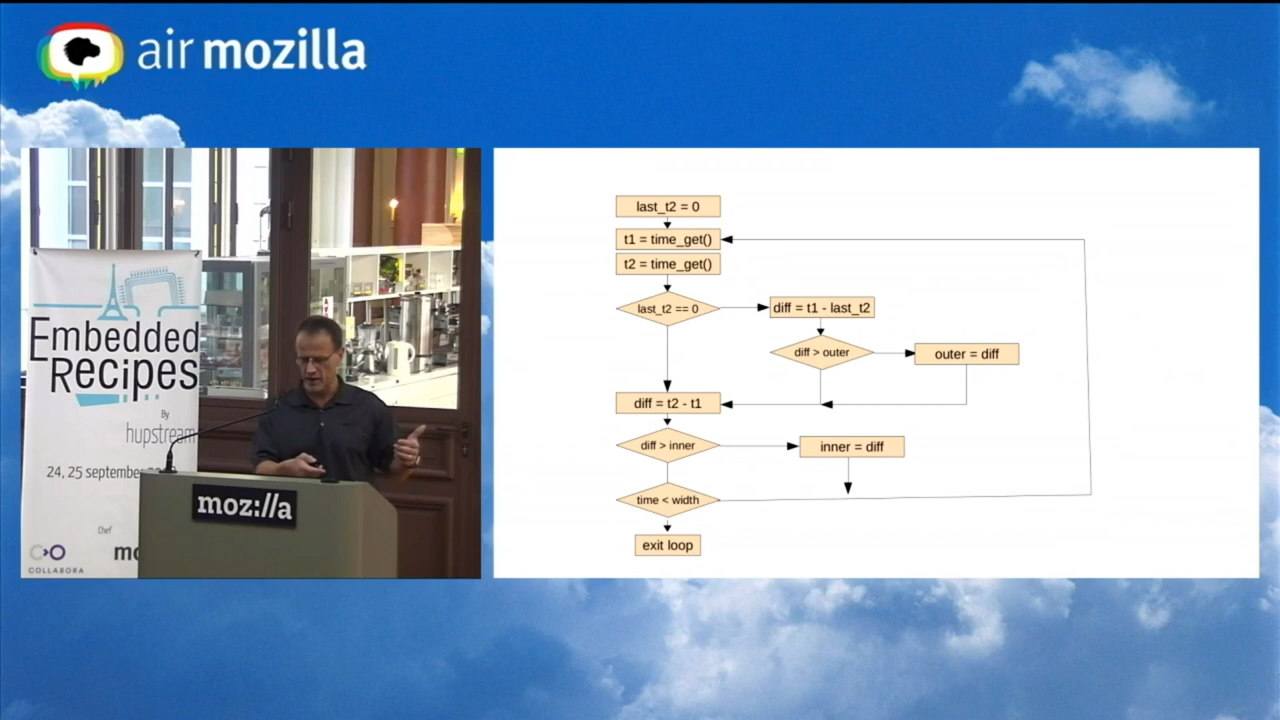 air mozilla
Embedded
Recipes
By
hupstream
24, 25 september
Chef
COLLABORA
moz://a
last_t2 = 0
t1 = time_get()
t2 = time_get()
last_t2 == 0
diff = t1 - last_t2
diff > outer
outer = diff
diff = t2 - t1
diff > inner
inner = diff
time < width
exit loop